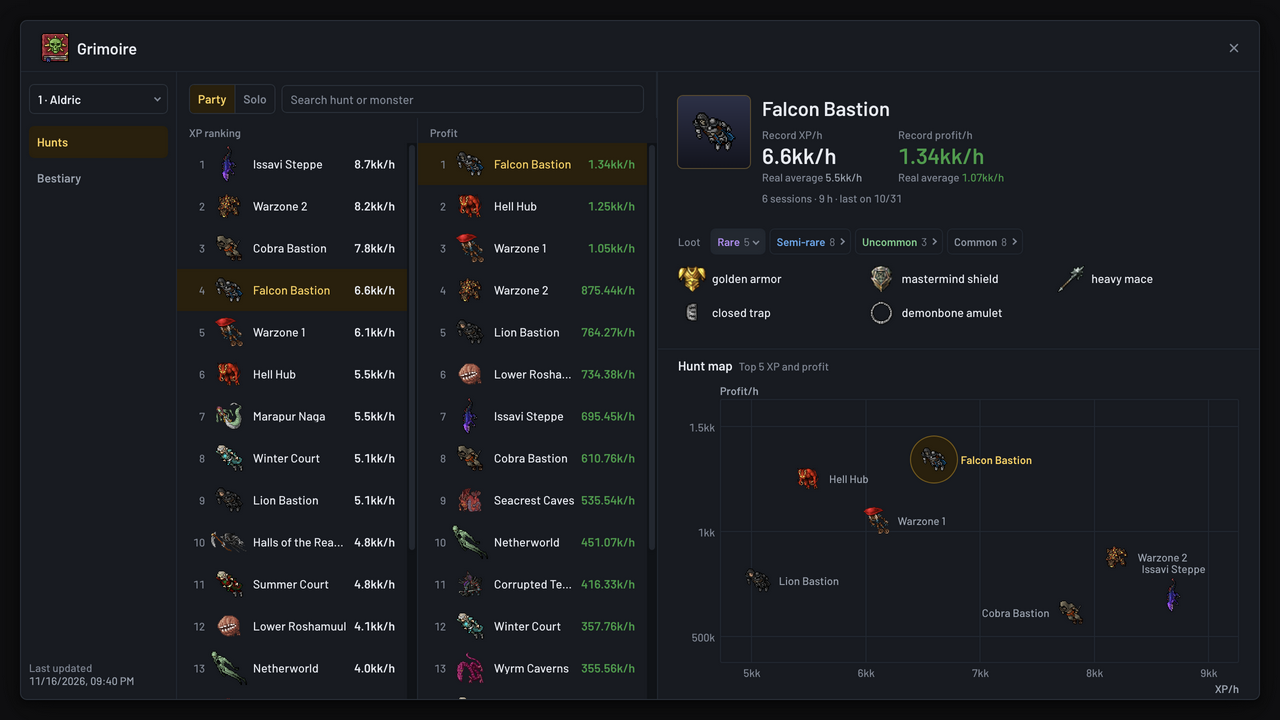 Grimoire
1 · Aldric
Hunts
Bestiary
Last updated
11/16/2026, 09:40 PM
Party Solo Search hunt or monster
XP ranking
1 Issavi Steppe 8.7kk/h
2 Warzone 2 8.2kk/h
3 Cobra Bastion 7.8kk/h
4 Falcon Bastion 6.6kk/h
5 Warzone 1 6.1kk/h
6 Hell Hub 5.5kk/h
7 Marapur Naga 5.5kk/h
8 Winter Court 5.1kk/h
9 Lion Bastion 5.1kk/h
10 Halls of the Rea... 4.8kk/h
11 Summer Court 4.8kk/h
12 Lower Roshamuul 4.1kk/h
13 Netherworld 4.0kk/h
Profit
1 Falcon Bastion 1.34kk/h
2 Hell Hub 1.25kk/h
3 Warzone 1 1.05kk/h
4 Warzone 2 875.44k/h
5 Lion Bastion 764.27k/h
6 Lower Rosha... 734.38k/h
7 Issavi Steppe 695.45k/h
8 Cobra Bastion 610.76k/h
9 Seacrest Caves 535.54k/h
10 Netherworld 451.07k/h
11 Corrupted Te... 416.33k/h
12 Winter Court 357.76k/h
13 Wyrm Caverns 355.56k/h
Falcon Bastion
Record XP/h Record profit/h
6.6kk/h 1.34kk/h
Real average 5.5kk/h Real average 1.07kk/h
6 sessions · 9 h · last on 10/31
Loot Rare 5 Semi-rare 8 Uncommon 3 Common 8
golden armor mastermind shield heavy mace
closed trap demonbone amulet
Hunt map Top 5 XP and profit
Profit/h
1.5kk
Falcon Bastion
Hell Hub
Warzone 1
1kk
Warzone 2
Issavi Steppe
Lion Bastion
Cobra Bastion
500k
5kk 6kk 7kk 8kk 9kk
XP/h